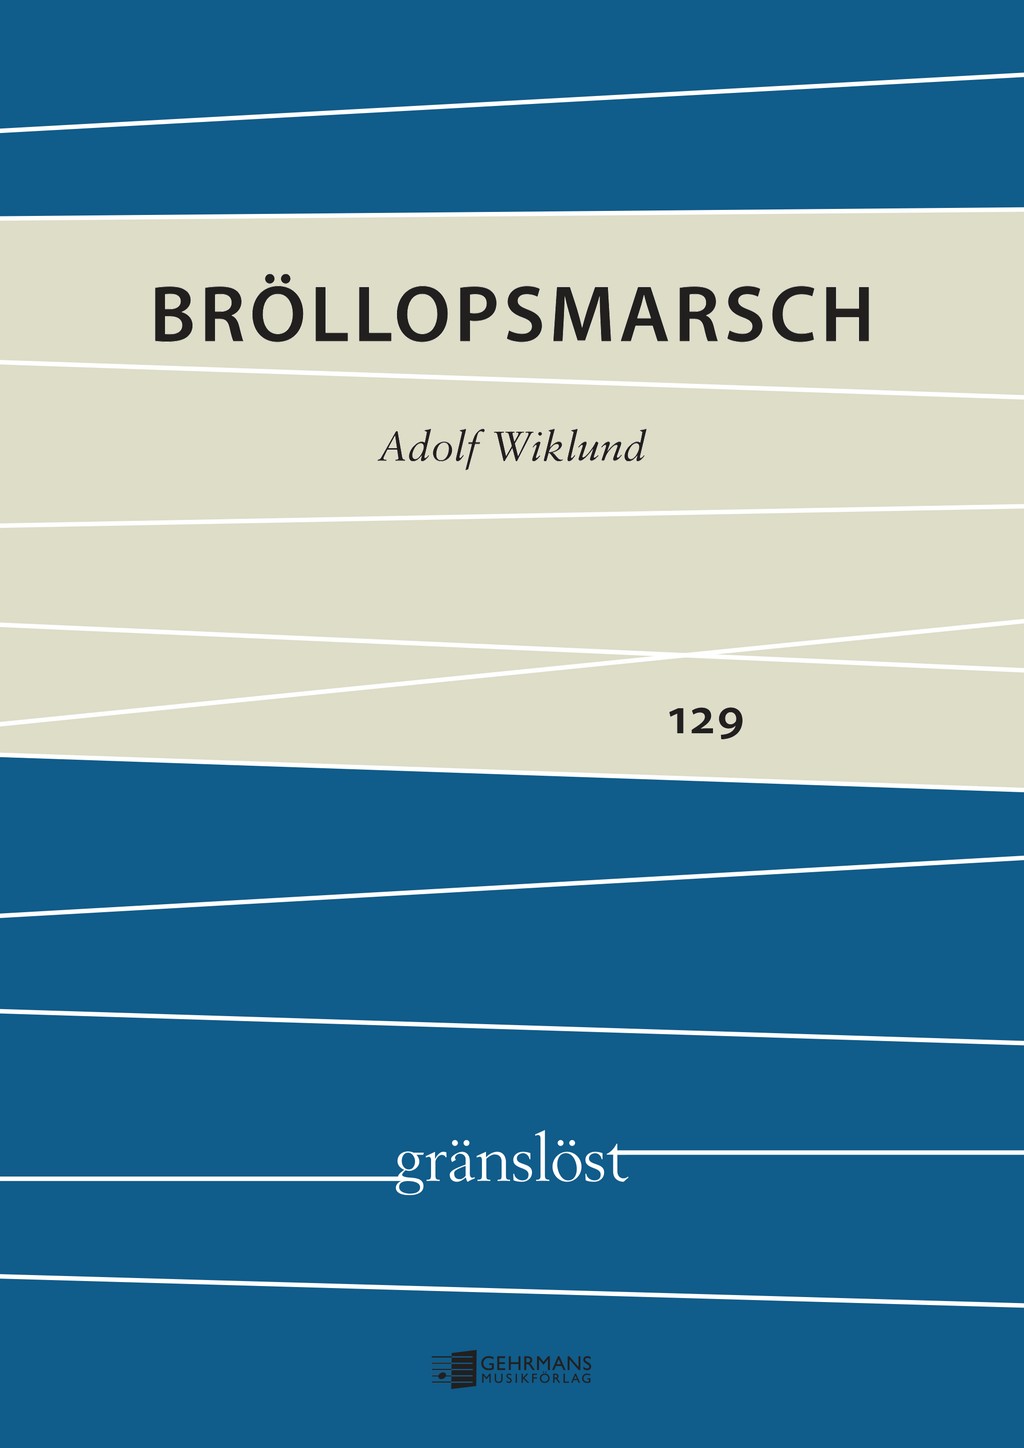 BRÖLLOPSMARSCH
Adolf Wiklund
129
gränslöst
GEHRMANS
MUSIKFÖRLAG